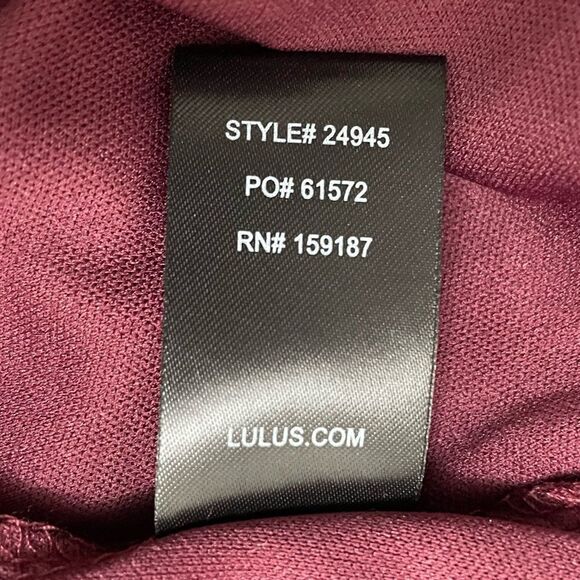 STYLE# 24945
PO# 61572
RN# 159187
LULUS.COM